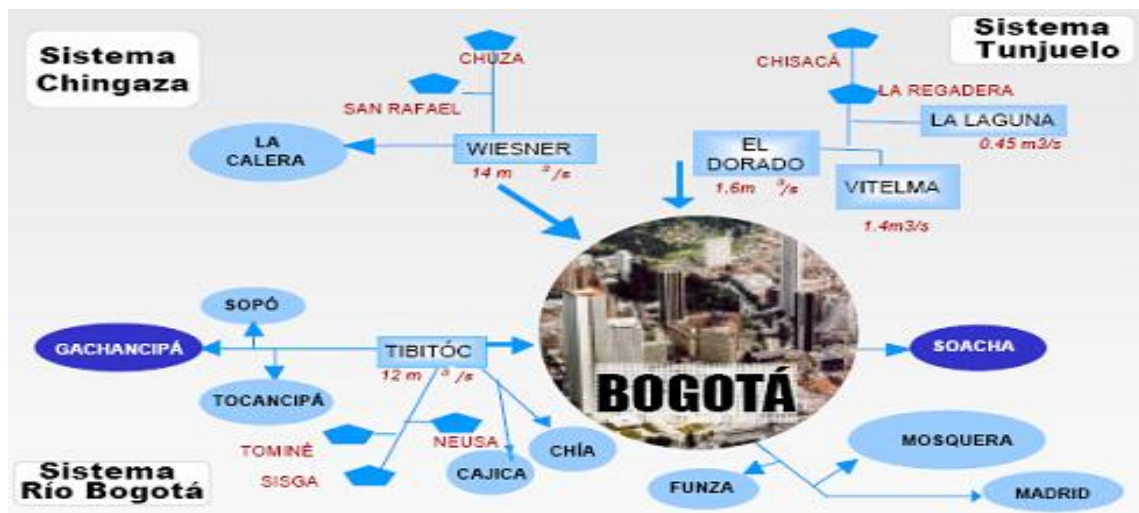 Sistema
Chingaza
CHUZA
SAN RAFAEL
LA
CALERA
WIESNER
14 m ³/s
Sistema
Tunjuelo
CHISACÁ
LA REGADERA
LA LAGUNA
0.45 m3/s
EL
DORADO
1.6m ³/s
VITELMA
1.4m3/s
SOPÓ
GACHANCIPÁ
TIBITÓC
12 m ³/s
TOCANCIPÁ
TOMINÉ
NEUSA
SISGA
CAJICA
CHÍA
BOGOTÁ
SOACHA
MOSQUERA
FUNZA
MADRID
Sistema
Río Bogotá